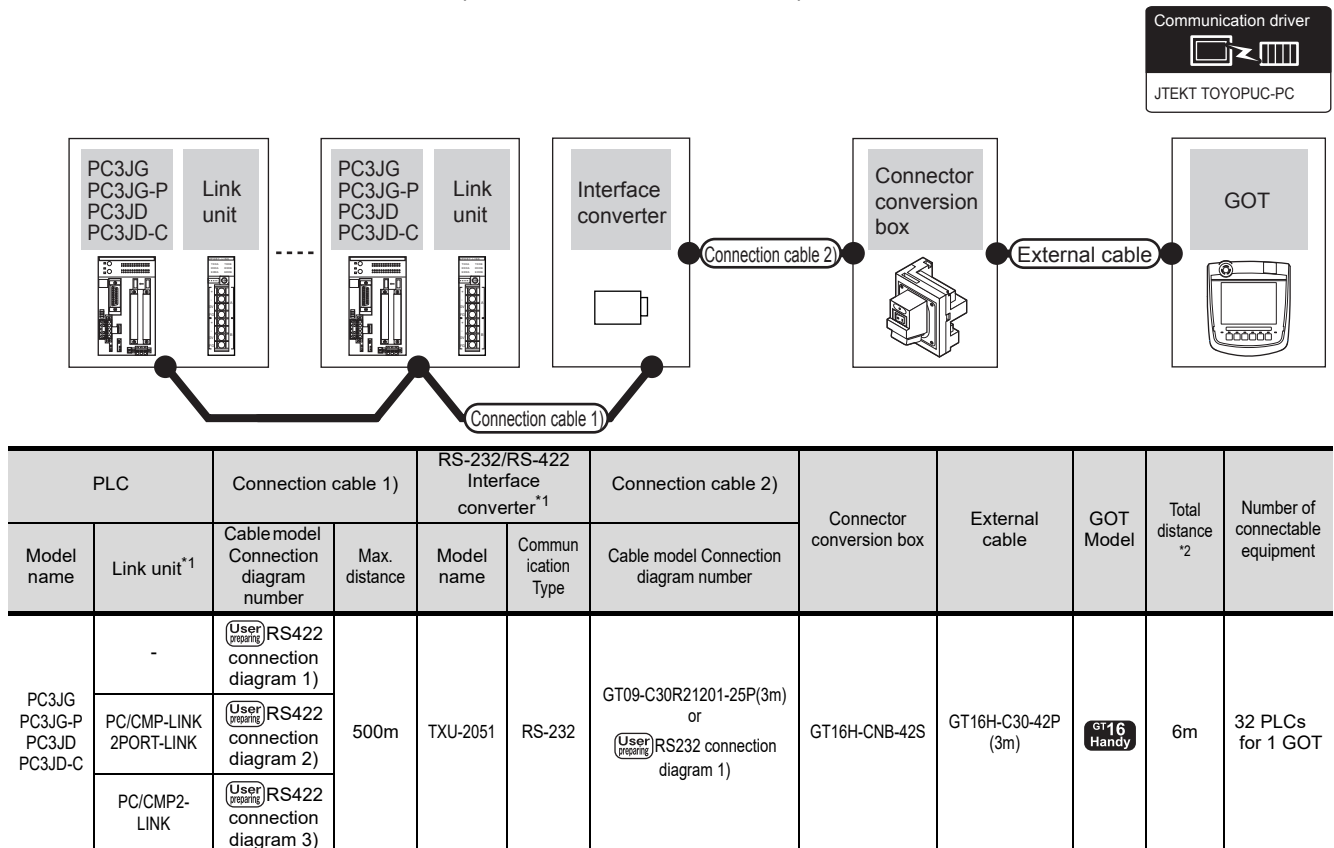 Communication driver
JTEKT TOYOPUC-PC
PC3JG
PC3JG-P
PC3JD
PC3JD-C
Link
unit
PC3JG
PC3JG-P
PC3JD
PC3JD-C
Link
unit
Interface
converter
Connector
conversion
box
GOT
Connection cable 2)
External cable
Connection cable 1)
PLC
Connection cable 1)
RS-232/RS-422
Interface
converter*1
Connection cable 2)
Connector
conversion box
External
cable
GOT
Model
Total
distance
*2
Number of
connectable
equipment
Model
name
Link unit*1
Cable model
Connection
diagram
number
Max.
distance
Model
name
Commun
ication
Type
Cable model Connection
diagram number
PC3JG
PC3JG-P
PC3JD
PC3JD-C
-
User preparing RS422
connection
diagram 1)
PC/CMP-LINK
2PORT-LINK
User preparing RS422
connection
diagram 2)
PC/CMP2-
LINK
User preparing RS422
connection
diagram 3)
500m
TXU-2051
RS-232
GT09-C30R21201-25P(3m)
or
User preparing RS232 connection
diagram 1)
GT16H-CNB-42S
GT16H-C30-42P
(3m)
GT16
Handy
6m
32 PLCs
for 1 GOT